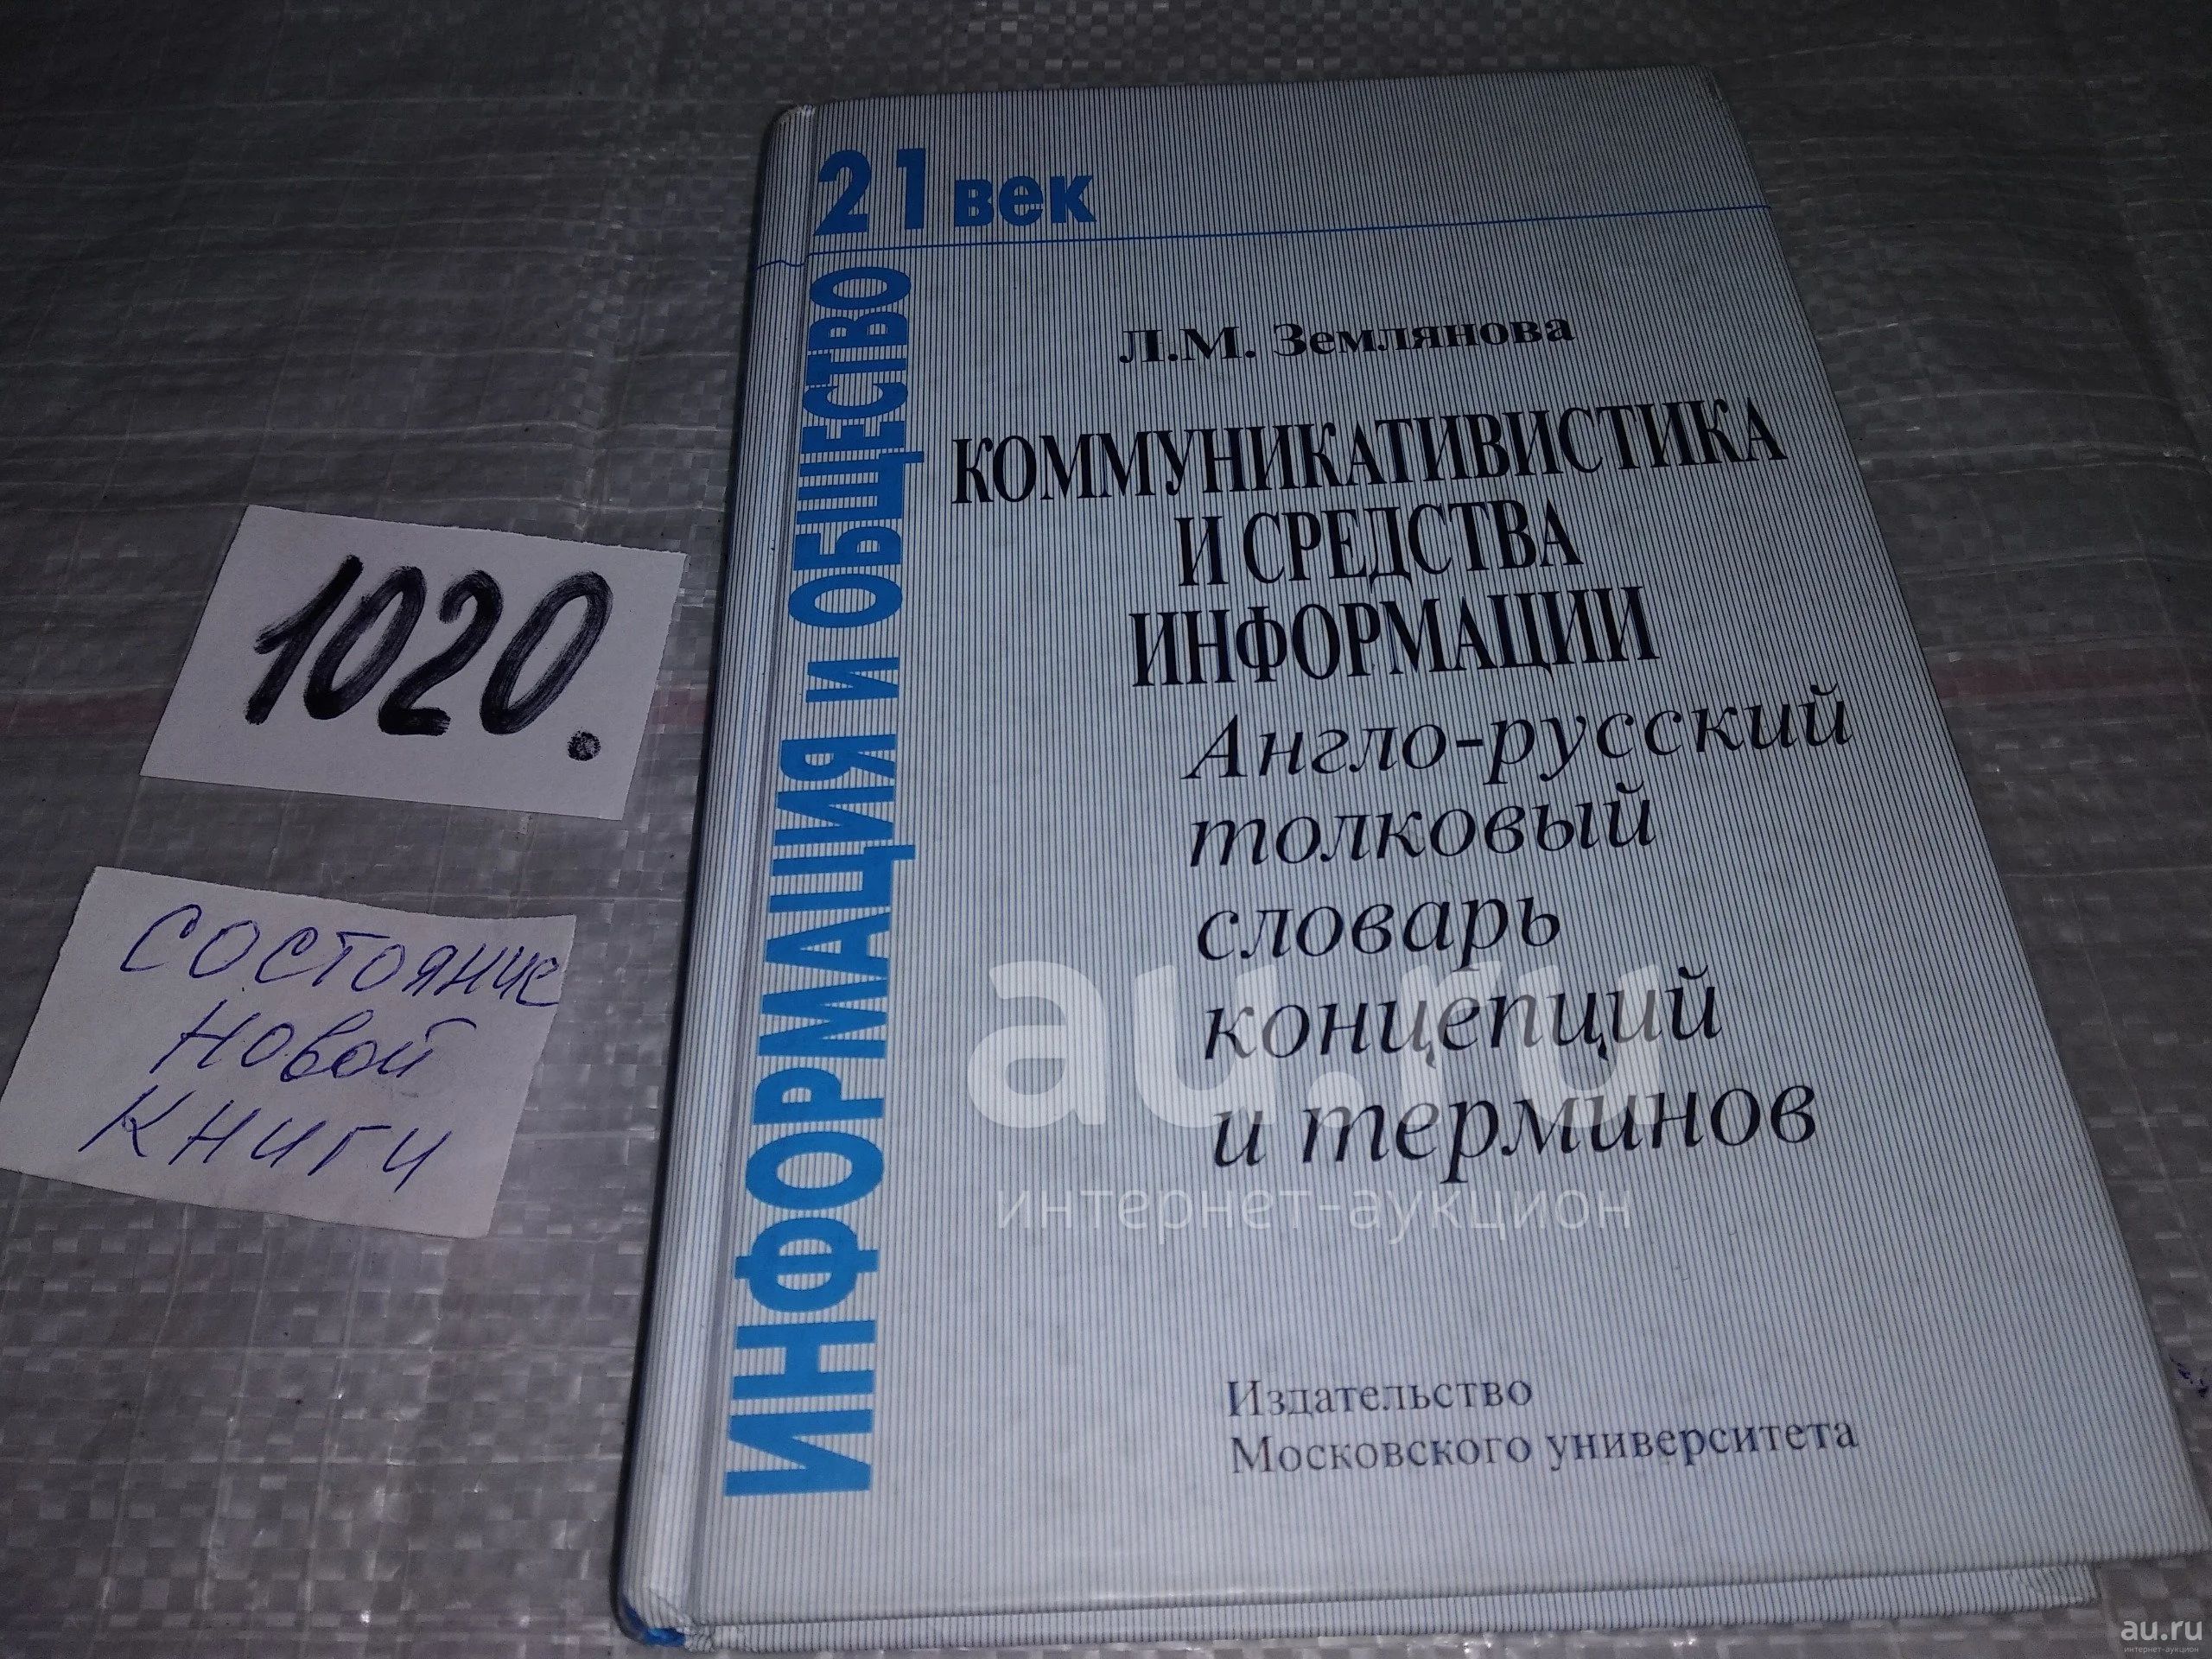 21 век
ИНФОРМАЦИЯ И ОБЩЕСТВО
Л.М. Землянова
КОММУНИКАТИВИСТИКА
И СРЕДСТВА
ИНФОРМАЦИИ
Англо-русский
толковый
словарь
концепций
и терминов
Издательство
Московского университета
1020.
СОСТОЯНИЕ
НОВОЙ
КНИГИ
au.ru
интернет-аукцион
au.ru
интернет-аукцион